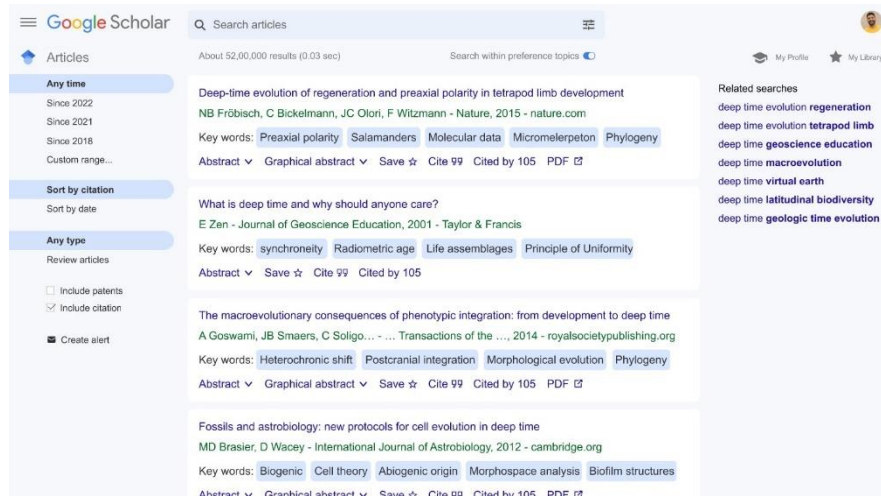 Google Scholar
Search articles
Articles
About 52,00,000 results (0.03 sec)
Search within preference topics
My Profile
My Library
Any time
Since 2022
Since 2021
Since 2018
Custom range...
Sort by citation
Sort by date
Any type
Review articles
Include patents
Include citation
Create alert
Deep-time evolution of regeneration and preaxial polarity in tetrapod limb development
NB Fröbisch, C Bickelmann, JC Olori, F Witzmann - Nature, 2015 - nature.com
Key words: Preaxial polarity Salamanders Molecular data Micromelerpeton Phylogeny
Abstract Graphical abstract Save Cite Cited by 105 PDF
What is deep time and why should anyone care?
E Zen - Journal of Geoscience Education, 2001 - Taylor & Francis
Key words: synchroneity Radiometric age Life assemblages Principle of Uniformity
Abstract Save Cite Cited by 105
The macroevolutionary consequences of phenotypic integration: from development to deep time
A Goswami, JB Smaers, C Soligo... - ... Transactions of the ..., 2014 - royalsocietypublishing.org
Key words: Heterochronic shift Postcranial integration Morphological evolution Phylogeny
Abstract Graphical abstract Save Cite Cited by 105 PDF
Fossils and astrobiology: new protocols for cell evolution in deep time
MD Brasier, D Wacey - International Journal of Astrobiology, 2012 - cambridge.org
Key words: Biogenic Cell theory Abiogenic origin Morphospace analysis Biofilm structures
Abstract Graphical abstract Save Cite Cited by 105 PDF
Related searches
deep time evolution regeneration
deep time evolution tetrapod limb
deep time geoscience education
deep time macroevolution
deep time virtual earth
deep time latitudinal biodiversity
deep time geologic time evolution